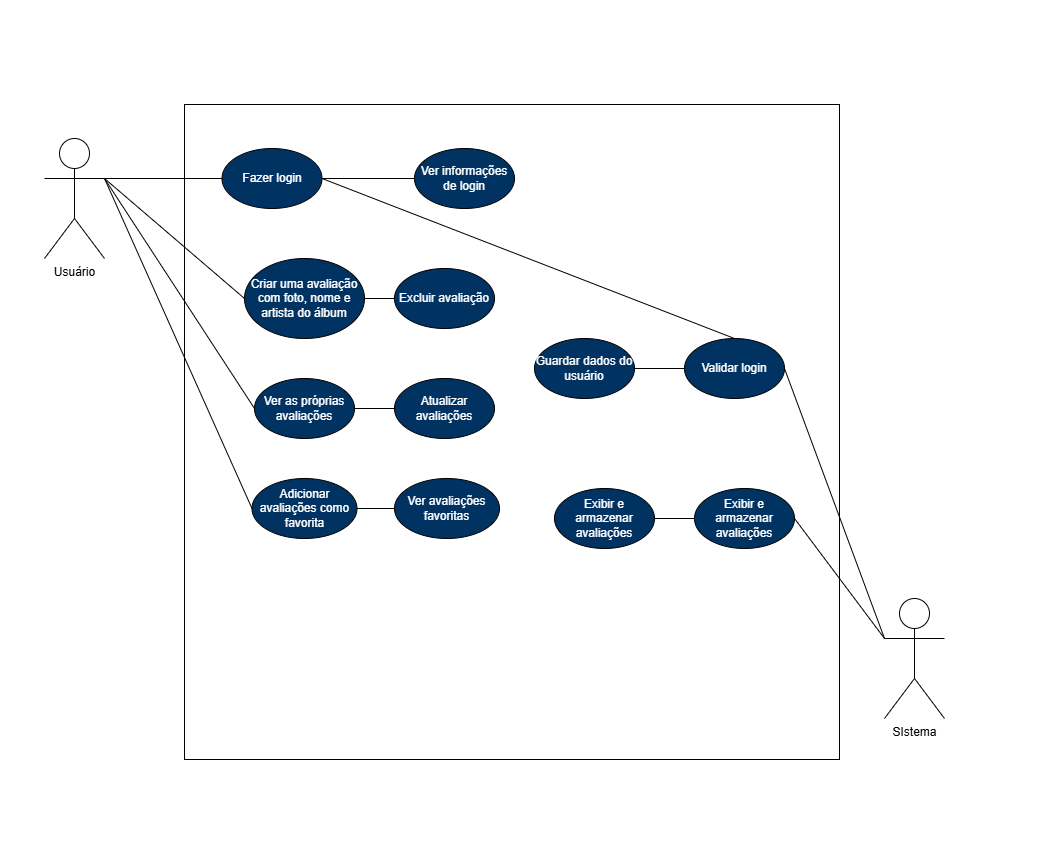 Fazer login
Ver informações
de login
Usuário
Criar uma avaliação
com foto, nome e
artista do álbum
Excluir avaliação
Guardar dados do
usuário
Validar login
Ver as próprias
avaliações
Atualizar
avaliações
Adicionar
avaliações como
favorita
Ver avaliações
favoritas
Exibir e
armazenar
avaliações
Exibir e
armazenar
avaliações
SIstema